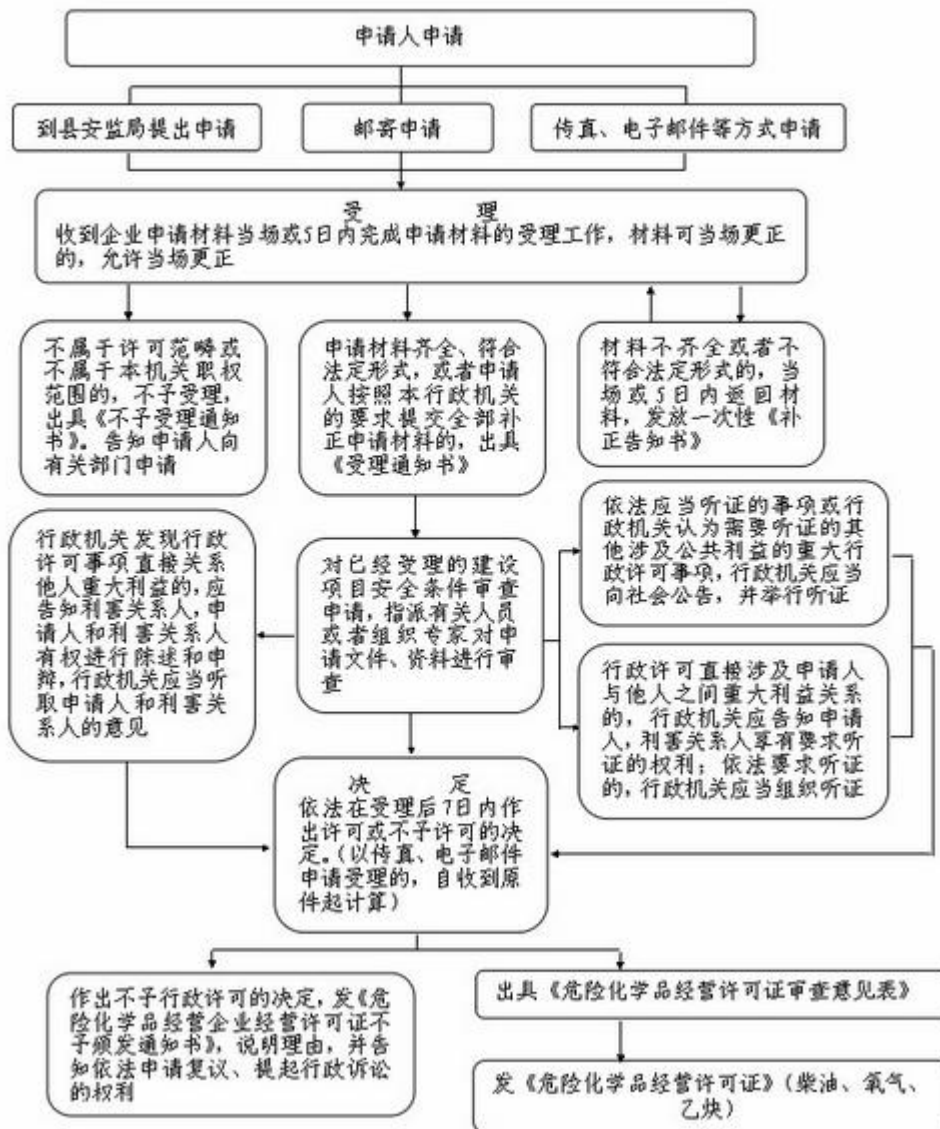 申请人申请
到县安监局提出申请
邮寄申请
传真、电子邮件等方式申请
受 理
收到企业申请材料当场或5日内完成申请材料的受理工作，材料可当场更正
的，允许当场更正
不属于许可范畴或
不属于本机关职权
范围的，不予受理，
出具《不予受理通知
书》。告知申请人向
有关部门申请
申请材料齐全、符合
法定形式，或者申请
人按照本行政机关
的要求提交全部补
正申请材料的，出具
《受理通知书》
材料不齐全或者不
符合法定形式的，当
场或5日内返回材
料，发放一次性《补
正告知书》
行政机关发现行政
许可事项直接关系
他人重大利益的，应
告知利害关系人，申
请人和利害关系人
有权进行陈述和申
辩，行政机关应当听
取申请人和利害关
系人的意见
对已经受理的建设
项目安全条件审查
申请，指派有关人员
或者组织专家对申
请文件、资料进行审
查
依法应当听证的事项或行
政机关认为需要听证的其
他涉及公共利益的重大行
政许可事项，行政机关应当
向社会公告，并举行听证
行政许可直接涉及申请人
与他人之间重大利益关系
的，行政机关应告知申请
人，利害关系人享有要求听
证的权利；依法要求听证
的，行政机关应当组织听证
决 定
依法在受理后7日内作
出许可或不予许可的决
定。（以传真、电子邮件
申请受理的，自收到原
件起计算）
作出不予行政许可的决定，发《危
险化学品经营企业经营许可证不
予颁发通知书》，说明理由，并告
知依法申请复议、提起行政诉讼
的权利
出具《危险化学品经营许可证审查意见表》
发《危险化学品经营许可证》（柴油、氧气、
乙炔）